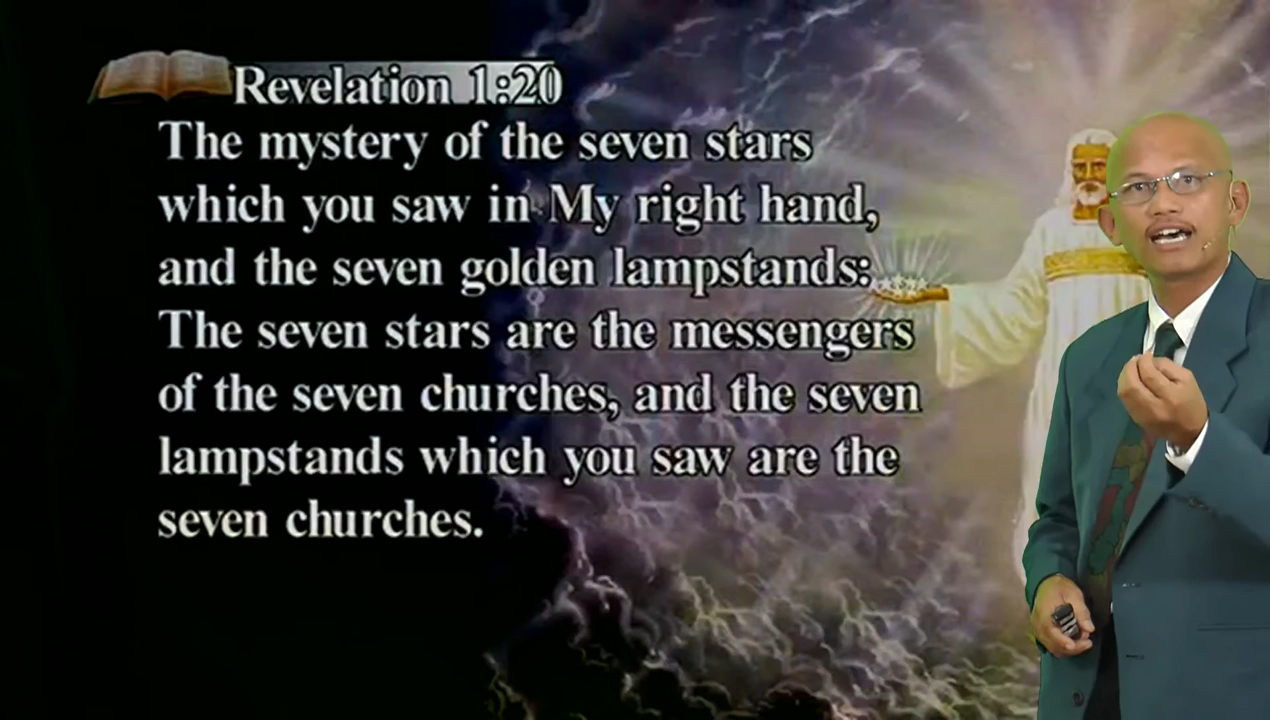 Revelation 1:20
The mystery of the seven stars
which you saw in My right hand,
and the seven golden lampstands:
The seven stars are the messengers
of the seven churches, and the seven
lampstands which you saw are the
seven churches.